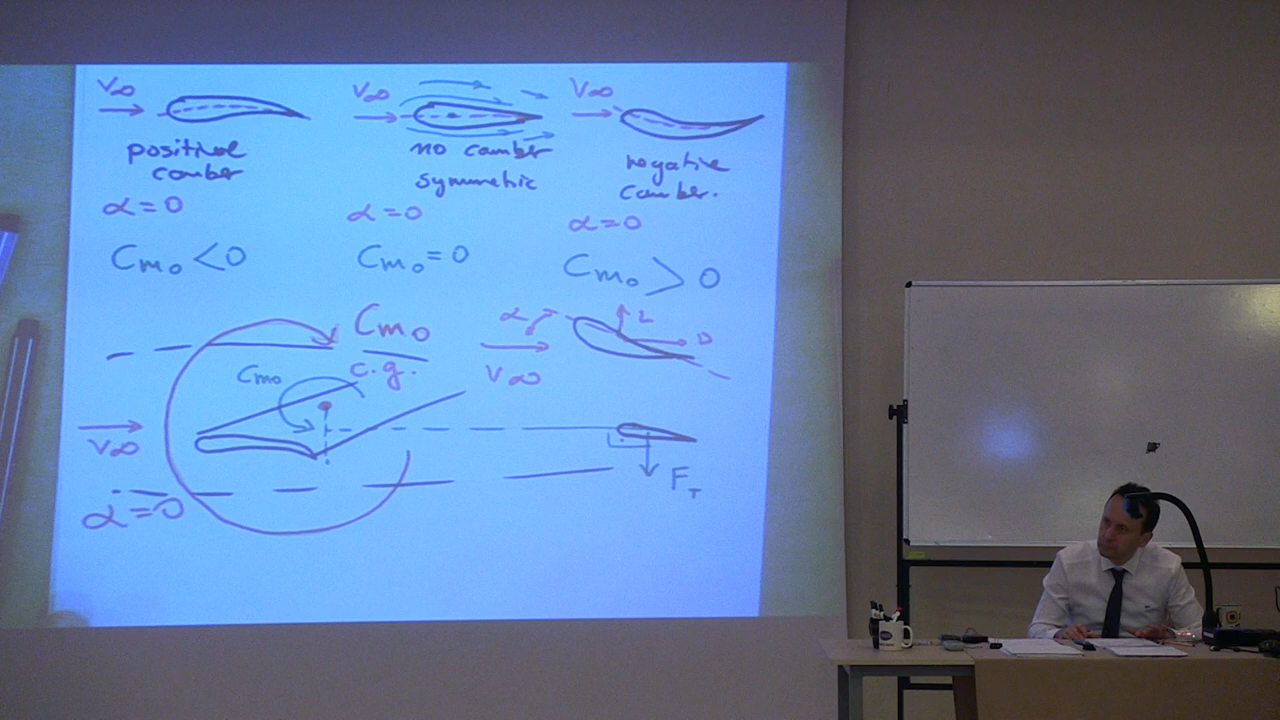 V∞
V∞
V∞
positive
camber
no camber
symmetric
negative
camber.
α=0
α=0
α=0
Cm₀<0
Cm₀=0
Cm₀>0
Cm₀
α
L
D
V∞
c.g.
Cm₀
V∞
F_T
α=0